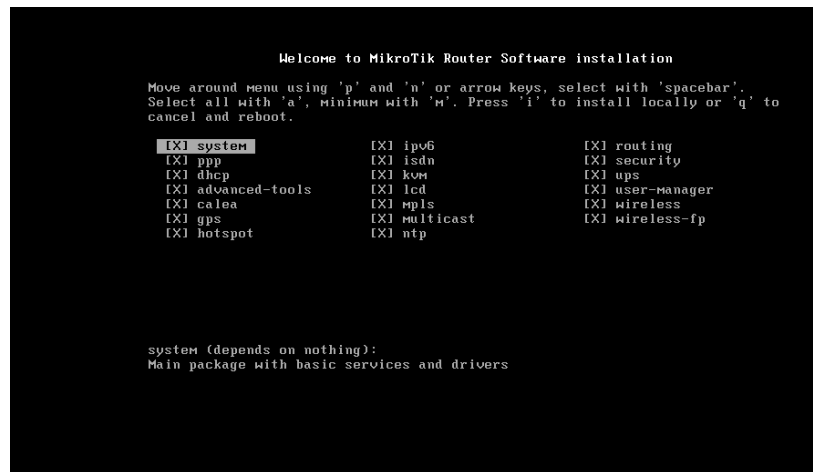 Welcome to MikroTik Router Software installation
Move around menu using 'p' and 'n' or arrow keys, select with 'spacebar'.
Select all with 'a', minimum with 'm'. Press 'i' to install locally or 'q' to
cancel and reboot.
[X] system [X] ipv6 [X] routing
[X] ppp [X] isdn [X] security
[X] dhcp [X] kvm [X] ups
[X] advanced-tools [X] lcd [X] user-manager
[X] calea [X] mpls [X] wireless
[X] gps [X] multicast [X] wireless-fp
[X] hotspot [X] ntp
system (depends on nothing):
Main package with basic services and drivers